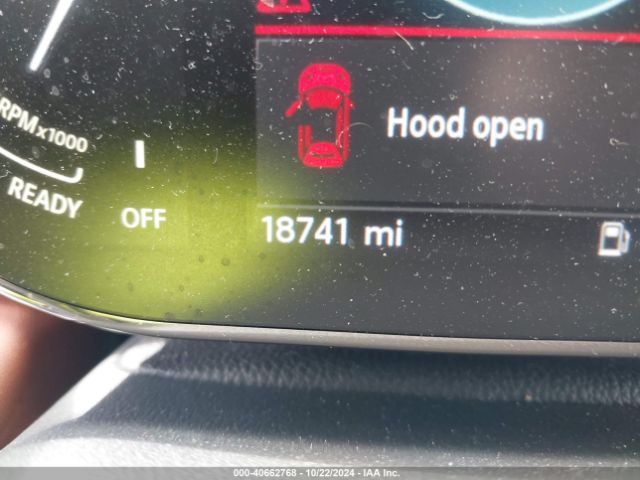 Hood open
RPMx1000
READY
OFF
18741 mi
000-40662768 - 10/22/2024 - IAA Inc.